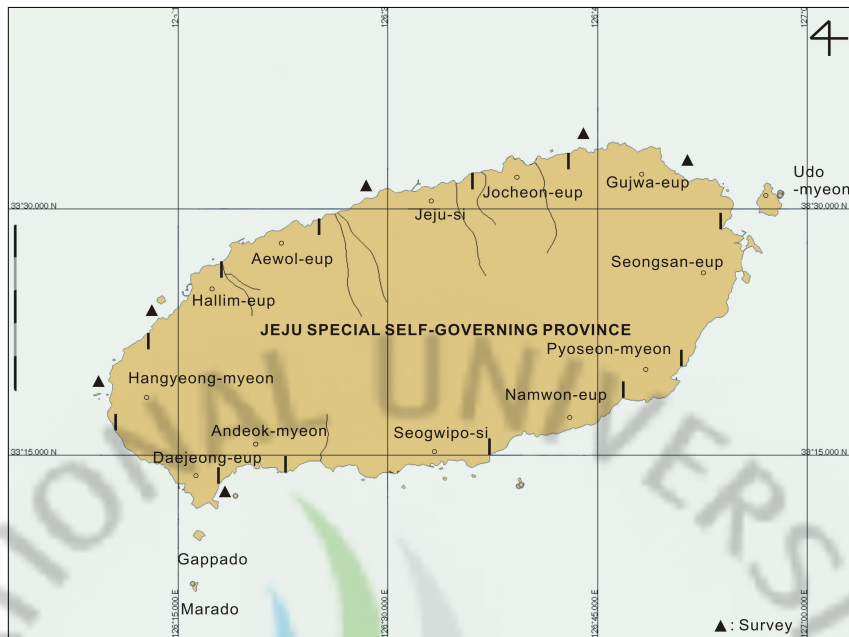 Udo
-myeon
Jocheon-eup
Gujwa-eup
33°30.000 N
33°30.000 N
Jeju-si
Aewol-eup
Seongsan-eup
Hallim-eup
JEJU SPECIAL SELF-GOVERNING PROVINCE
Pyoseon-myeon
Hangyeong-myeon
Namwon-eup
Andeok-myeon
Seogwipo-si
33°15.000 N
33°15.000 N
Daejeong-eup
Gappado
Marado
126°15.000 E
126°30.000 E
126°45.000 E
127°00.000 E
▲: Survey
IONAL UNIVERSI